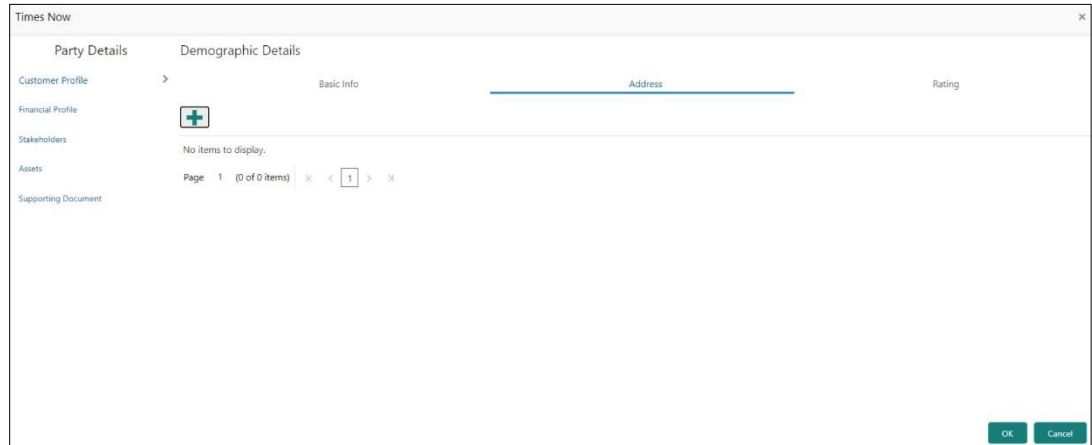 Times Now
Party Details
Demographic Details
Customer Profile
Financial Profile
Stakeholders
Assets
Supporting Document
Basic Info
Address
Rating
No items to display.
Page 1 (0 of 0 items) 1
OK
Cancel